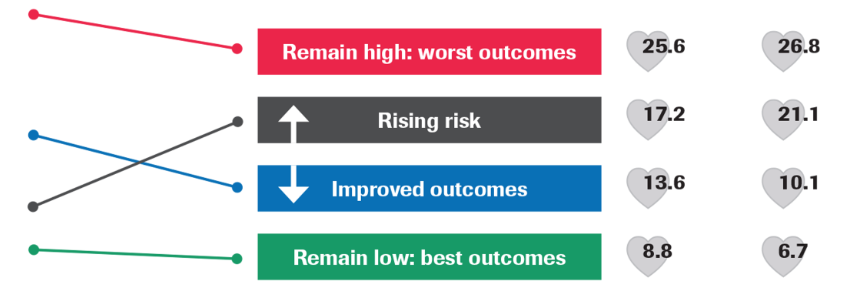 Remain high: worst outcomes 25.6 26.8
Rising risk 17.2 21.1
Improved outcomes 13.6 10.1
Remain low: best outcomes 8.8 6.7